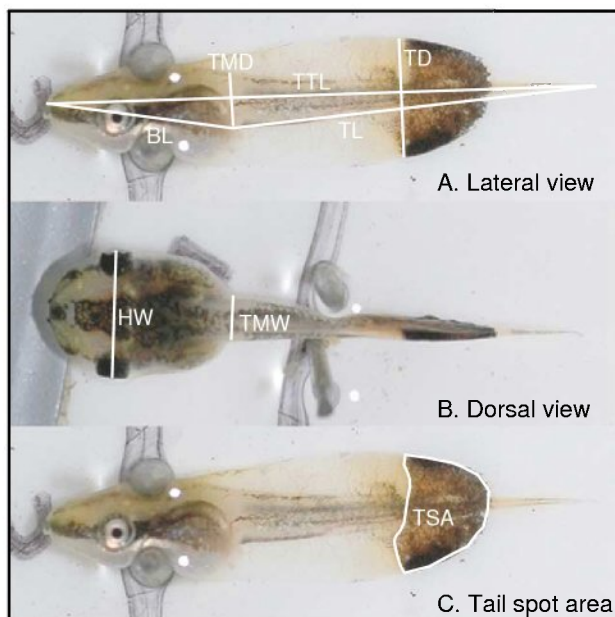 TMD
TD
TTL
BL
TL
A. Lateral view
HW
TMW
B. Dorsal view
TSA
C. Tail spot area